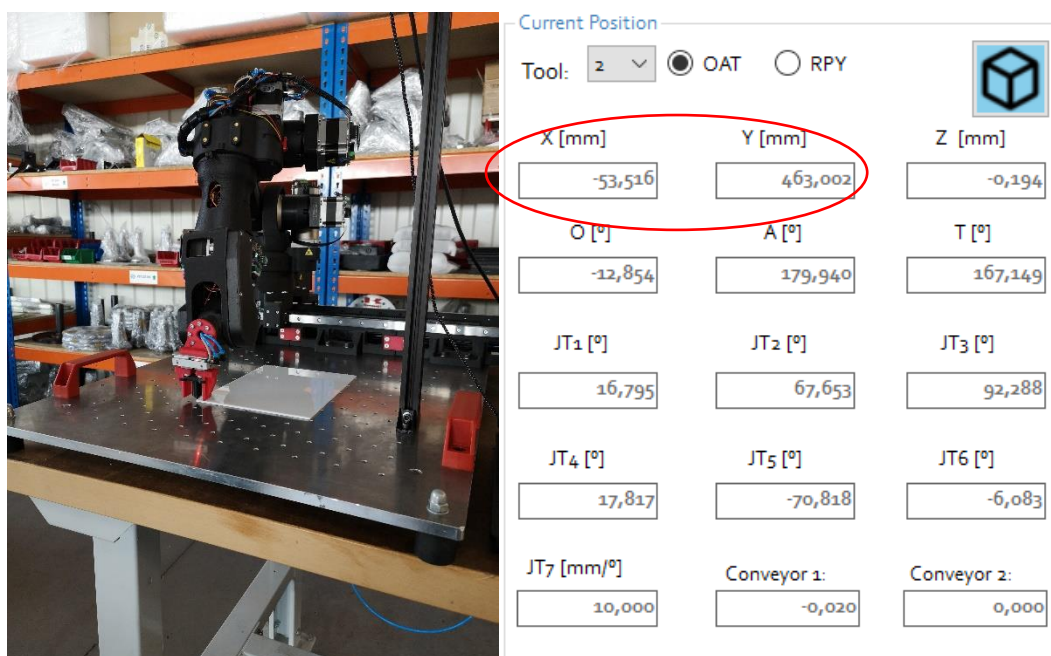 Current Position
Tool: 2 OAT RPY
X [mm] Y [mm] Z [mm]
-53,516 463,002 -0,194
O [º] A [º] T [º]
-12,854 179,940 167,149
JT1 [º] JT2 [º] JT3 [º]
16,795 67,653 92,288
JT4 [º] JT5 [º] JT6 [º]
17,817 -70,818 -6,083
JT7 [mm/º] Conveyor 1: Conveyor 2:
10,000 -0,020 0,000